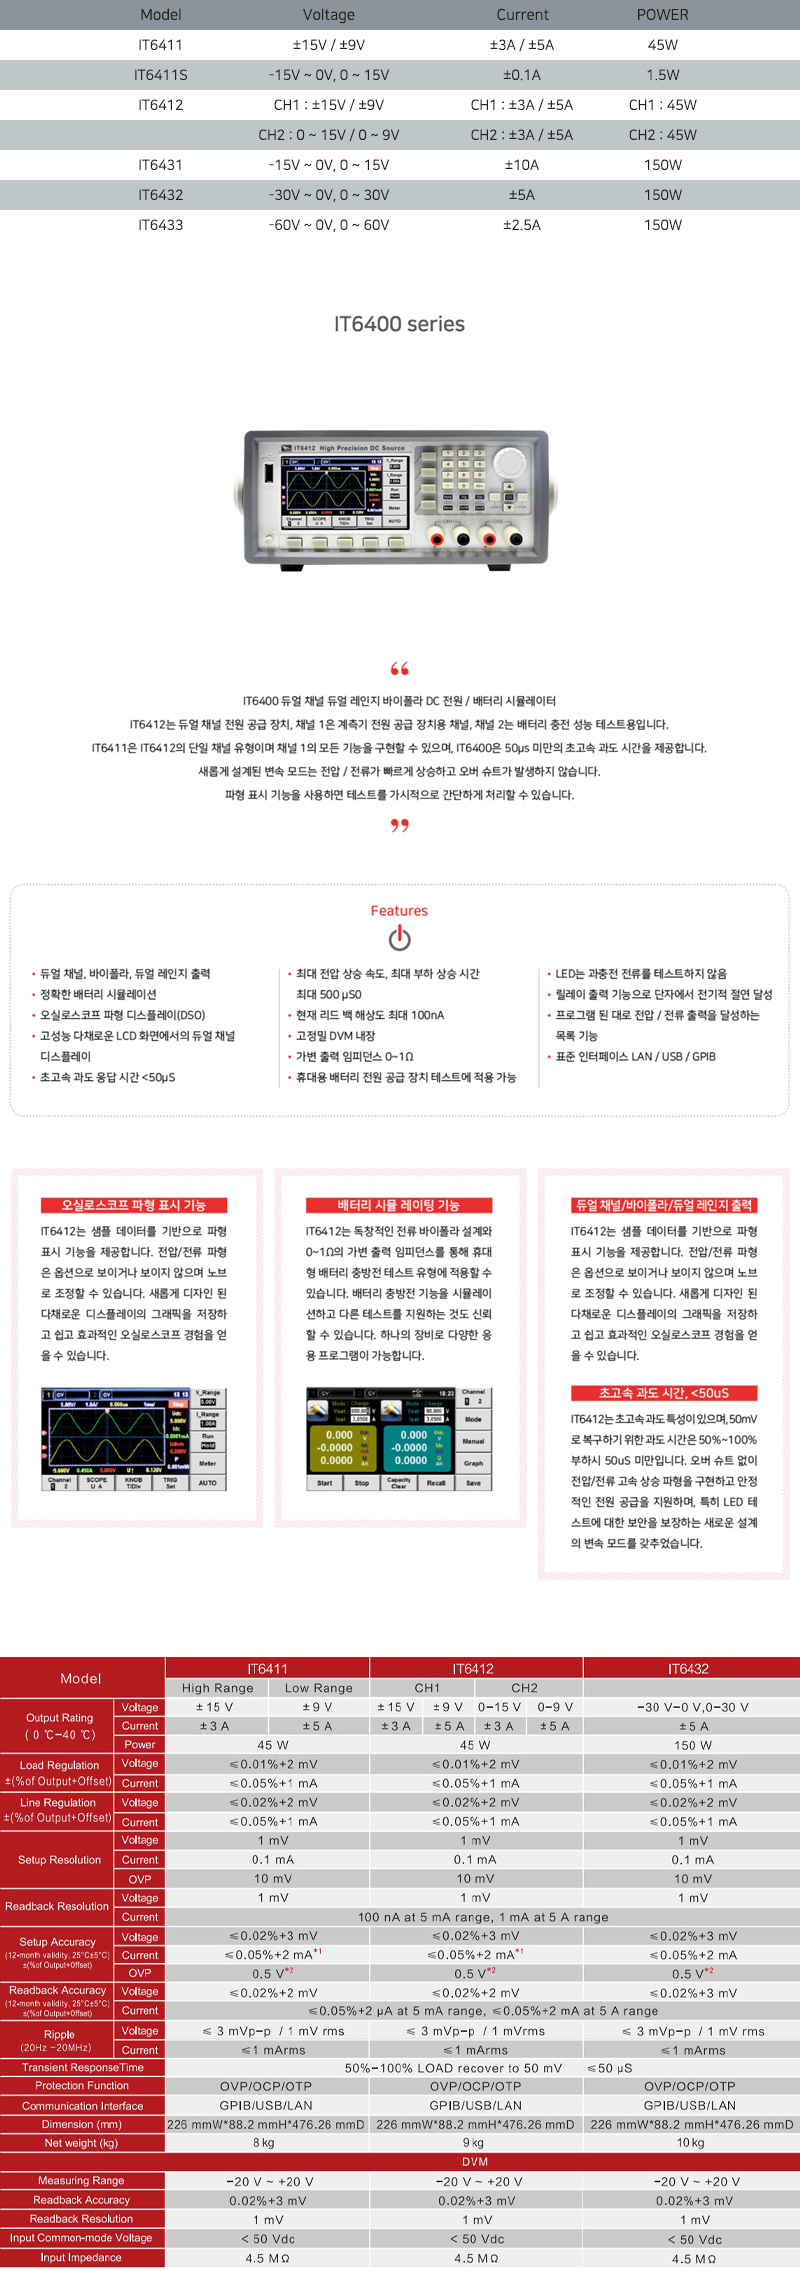 Model Voltage Current POWER
IT6411 ±15V / ±9V ±3A / ±5A 45W
IT6411S -15V ~ 0V, 0 ~ 15V ±0.1A 1.5W
IT6412 CH1 : ±15V / ±9V CH1 : ±3A / ±5A CH1 : 45W
CH2 : 0 ~ 15V / 0 ~ 9V CH2 : ±3A / ±5A CH2 : 45W
IT6431 -15V ~ 0V, 0 ~ 15V ±10A 150W
IT6432 -30V ~ 0V, 0 ~ 30V ±5A 150W
IT6433 -60V ~ 0V, 0 ~ 60V ±2.5A 150W
IT6400 series
IT6412 High Precision DC Source
“
IT6400 듀얼 채널 듀얼 레인지 바이폴라 DC 전원 / 배터리 시뮬레이터
IT6412는 듀얼 채널 전원 공급 장치, 채널 1은 계측기 전원 공급 장치용 채널, 채널 2는 배터리 충전 성능 테스트용입니다.
IT6411은 IT6412의 단일 채널 유형이며 채널 1의 모든 기능을 구현할 수 있으며, IT6400은 50μs 미만의 초고속 과도 시간을 제공합니다.
새롭게 설계된 변속 모드는 전압 / 전류가 빠르게 상승하고 오버 슈트가 발생하지 않습니다.
파형 표시 기능을 사용하면 테스트를 가시적으로 간단하게 처리할 수 있습니다.
”
Features
• 듀얼 채널, 바이폴라, 듀얼 레인지 출력
• 정확한 배터리 시뮬레이션
• 오실로스코프 파형 디스플레이(DSO)
• 고성능 다채로운 LCD 화면에서의 듀얼 채널
디스플레이
• 초고속 과도 응답 시간 <50μS
• 최대 전압 상승 속도, 최대 부하 상승 시간
최대 500 μS0
• 현재 리드 백 해상도 최대 100nA
• 고정밀 DVM 내장
• 가변 출력 임피던스 0~1Ω
• 휴대용 배터리 전원 공급 장치 테스트에 적용 가능
• LED는 과충전 전류를 테스트하지 않음
• 릴레이 출력 기능으로 단자에서 전기적 절연 달성
• 프로그램 된 대로 전압 / 전류 출력을 달성하는
목록 기능
• 표준 인터페이스 LAN / USB / GPIB
오실로스코프 파형 표시 기능
IT6412는 샘플 데이터를 기반으로 파형
표시 기능을 제공합니다. 전압/전류 파형
은 옵션으로 보이거나 보이지 않으며 노브
로 조정할 수 있습니다. 새롭게 디자인 된
다채로운 디스플레이의 그래픽을 저장하
고 쉽고 효과적인 오실로스코프 경험을 얻
을 수 있습니다.
V_Range
I_Range
Run
Meter
Channel SCOPE KNOB TRIG AUTO
1 2 U A T/Div Set
배터리 시뮬 레이팅 기능
IT6412는 독창적인 전류 바이폴라 설계와
0~1Ω의 가변 출력 임피던스를 통해 휴대
형 배터리 충방전 테스트 유형에 적용할 수
있습니다. 배터리 충방전 기능을 시뮬레이
션하고 다른 테스트를 지원하는 것도 신뢰
할 수 있습니다. 하나의 장비로 다양한 응
용 프로그램이 가능합니다.
18:23 Channel
1 2
Mode : Charge Mode : Charge
Mode
0.000 0.000
-0.0000 -0.0000 Manual
0.0000 0.0000
Graph
Start Stop Capacity Clear Recall Save
듀얼 채널/바이폴라/듀얼 레인지 출력
IT6412는 샘플 데이터를 기반으로 파형
표시 기능을 제공합니다. 전압/전류 파형
은 옵션으로 보이거나 보이지 않으며 노브
로 조정할 수 있습니다. 새롭게 디자인 된
다채로운 디스플레이의 그래픽을 저장하
고 쉽고 효과적인 오실로스코프 경험을 얻
을 수 있습니다.
초고속 과도 시간, <50uS
IT6412는 초고속 과도 특성이 있으며, 50mV
로 복구하기 위한 과도 시간은 50%~100%
부하시 50uS 미만입니다. 오버 슈트 없이
전압/전류 고속 상승 파형을 구현하고 안정
적인 전원 공급을 지원하며, 특히 LED 테
스트에 대한 보안을 보장하는 새로운 설계
의 변속 모드를 갖추었습니다.
Model IT6411 IT6412 IT6432
High Range Low Range CH1 CH2
Output Rating ( 0 ℃-40 ℃) Voltage ±15 V ±9 V ±15 V ±9 V 0-15 V 0-9 V -30 V-0 V,0-30 V
Current ±3 A ±5 A ±3 A ±5 A ±3 A ±5 A ±5 A
Power 45 W 45 W 150 W
Load Regulation ±(%of Output+Offset) Voltage ≤0.01%+2 mV ≤0.01%+2 mV ≤0.01%+2 mV
Current ≤0.05%+1 mA ≤0.05%+1 mA ≤0.05%+1 mA
Line Regulation ±(%of Output+Offset) Voltage ≤0.02%+2 mV ≤0.02%+2 mV ≤0.02%+2 mV
Current ≤0.05%+1 mA ≤0.05%+1 mA ≤0.05%+1 mA
Setup Resolution Voltage 1 mV 1 mV 1 mV
Current 0.1 mA 0.1 mA 0.1 mA
OVP 10 mV 10 mV 10 mV
Readback Resolution Voltage 1 mV 1 mV 1 mV
Current 100 nA at 5 mA range, 1 mA at 5 A range
Setup Accuracy (12-month validity, 25°C±5°C) ±(%of Output+Offset) Voltage ≤0.02%+3 mV ≤0.02%+3 mV ≤0.02%+3 mV
Current ≤0.05%+2 mA*1 ≤0.05%+2 mA*1 ≤0.05%+2 mA
OVP 0.5 V*2 0.5 V*2 0.5 V*2
Readback Accuracy (12-month validity, 25°C±5°C) ±(%of Output+Offset) Voltage ≤0.02%+2 mV ≤0.02%+2 mV ≤0.02%+3 mV
Current ≤0.05%+2 μA at 5 mA range, ≤0.05%+2 mA at 5 A range
Ripple (20Hz -20MHz) Voltage ≤ 3 mVp-p / 1 mV rms ≤ 3 mVp-p / 1 mVrms ≤ 3 mVp-p / 1 mV rms
Current ≤1 mArms ≤1 mArms ≤1 mArms
Transient ResponseTime 50%-100% LOAD recover to 50 mV ≤50 μS
Protection Function OVP/OCP/OTP OVP/OCP/OTP OVP/OCP/OTP
Communication Interface GPIB/USB/LAN GPIB/USB/LAN GPIB/USB/LAN
Dimension (mm) 226 mmW*88.2 mmH*476.26 mmD 226 mmW*88.2 mmH*476.26 mmD 226 mmW*88.2 mmH*476.26 mmD
Net weight (kg) 8 kg 9 kg 10 kg
DVM
Measuring Range -20 V ~ +20 V -20 V ~ +20 V -20 V ~ +20 V
Readback Accuracy 0.02%+3 mV 0.02%+3 mV 0.02%+3 mV
Readback Resolution 1 mV 1 mV 1 mV
Input Common-mode Voltage < 50 Vdc < 50 Vdc < 50 Vdc
Input Impedance 4.5 MΩ 4.5 MΩ 4.5 MΩ